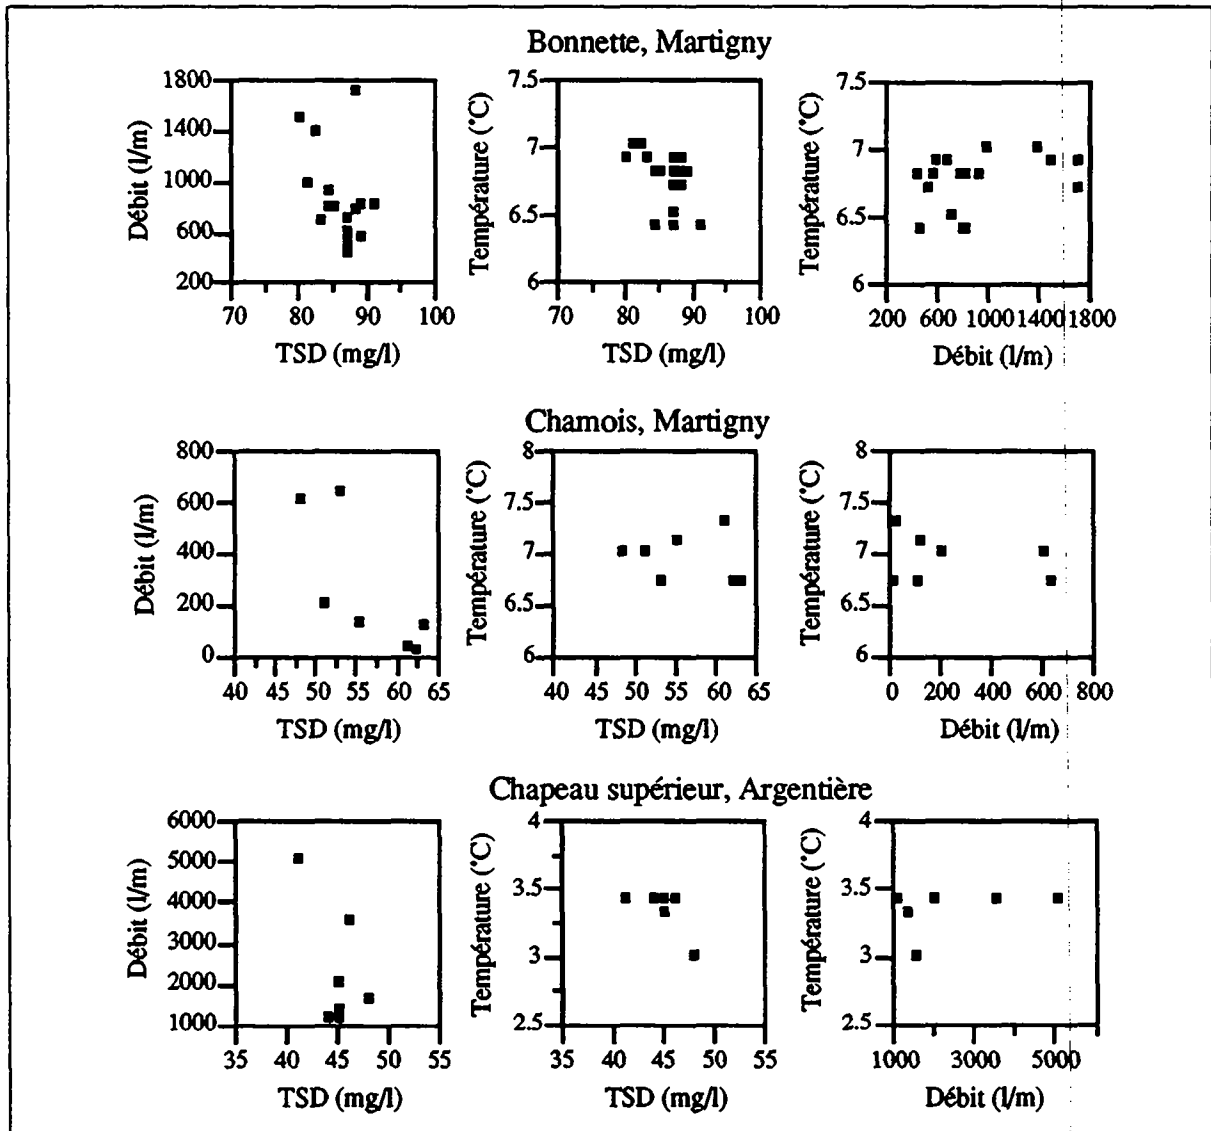 Bonnette, Martigny
Débit (l/m)
1800
1400
1000
600
200
70 80 90 100
TSD (mg/l)
Température (°C)
7.5
7
6.5
6
70 80 90 100
TSD (mg/l)
Température (°C)
7.5
7
6.5
6
200 600 1000 1400 1800
Débit (l/m)
Chamois, Martigny
Débit (l/m)
800
600
400
200
0
40 45 50 55 60 65
TSD (mg/l)
Température (°C)
8
7.5
7
6.5
6
40 45 50 55 60 65
TSD (mg/l)
Température (°C)
8
7.5
7
6.5
6
0 200 400 600 800
Débit (l/m)
Chapeau supérieur, Argentière
Débit (l/m)
6000
5000
4000
3000
2000
1000
35 40 45 50 55
TSD (mg/l)
Température (°C)
4
3.5
3
2.5
35 40 45 50 55
TSD (mg/l)
Température (°C)
4
3.5
3
2.5
1000 3000 5000
Débit (l/m)